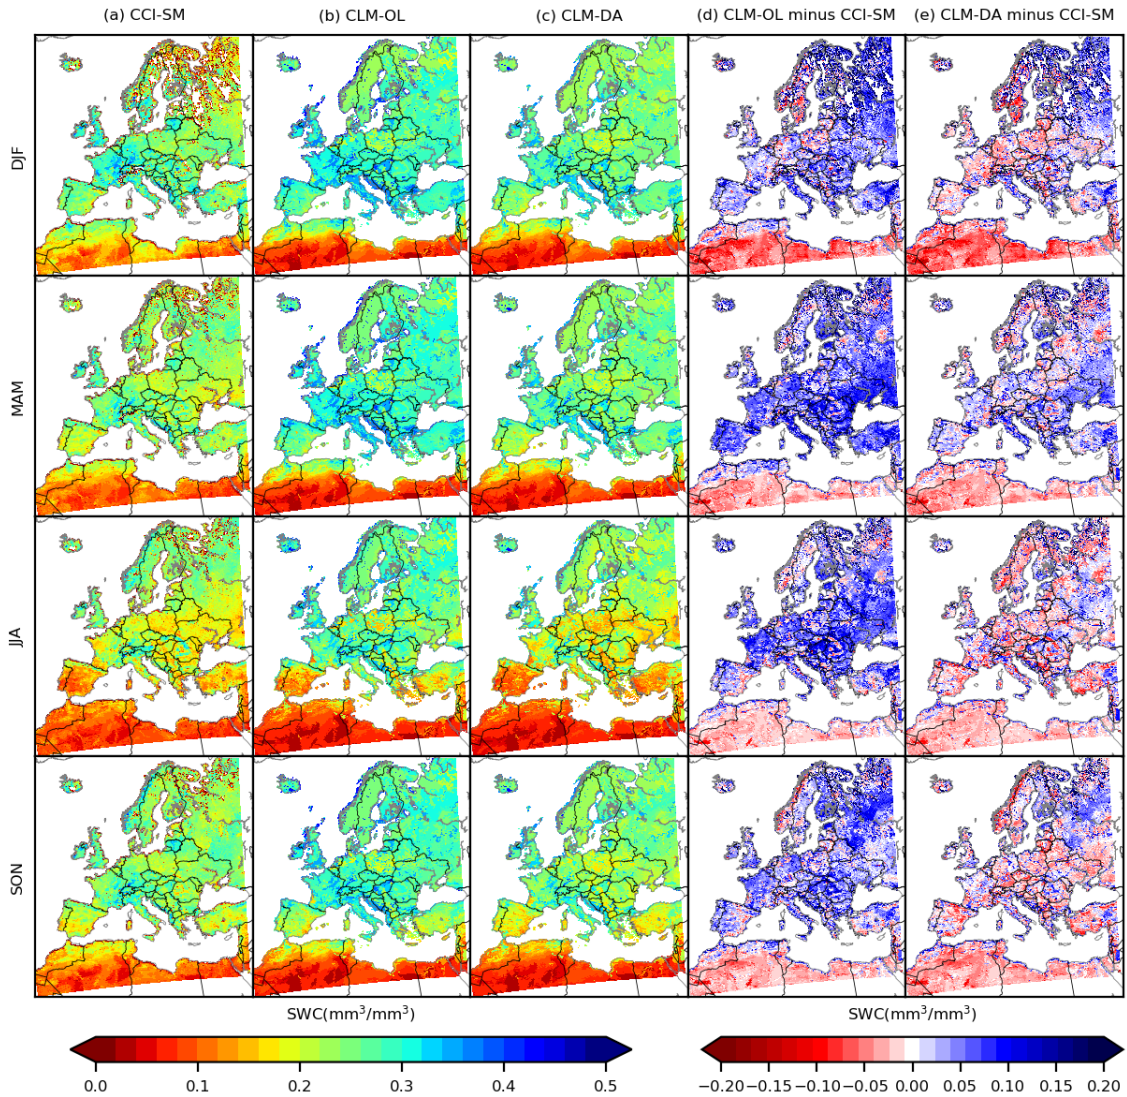 (a) CCI-SM (b) CLM-OL (c) CLM-DA (d) CLM-OL minus CCI-SM (e) CLM-DA minus CCI-SM
DJF
MAM
JJA
SON
SWC(mm³/mm³) SWC(mm³/mm³)
0.0 0.1 0.2 0.3 0.4 0.5 −0.20 −0.15 −0.10 −0.05 0.00 0.05 0.10 0.15 0.20